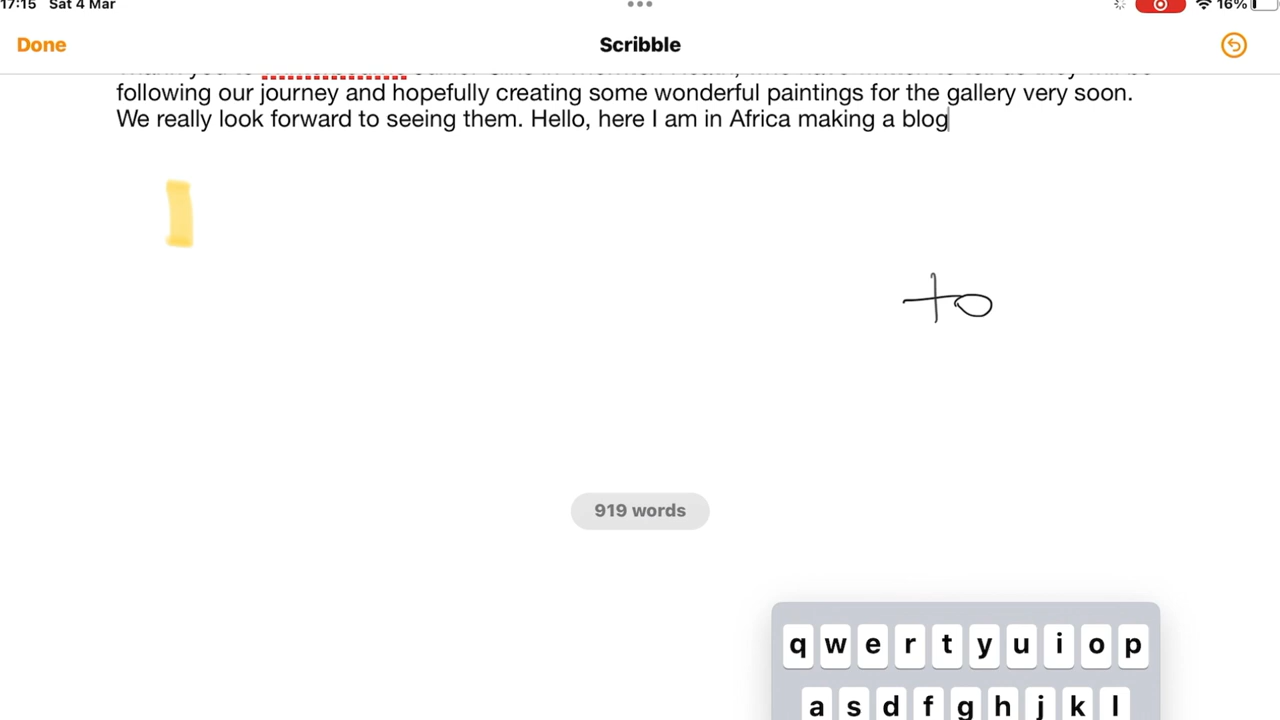 17:15 Sat 4 Mar 16%
Done Scribble
following our journey and hopefully creating some wonderful paintings for the gallery very soon.
We really look forward to seeing them. Hello, here I am in Africa making a blog
to
919 words
q w e r t y u i o p
a s d f g h j k l